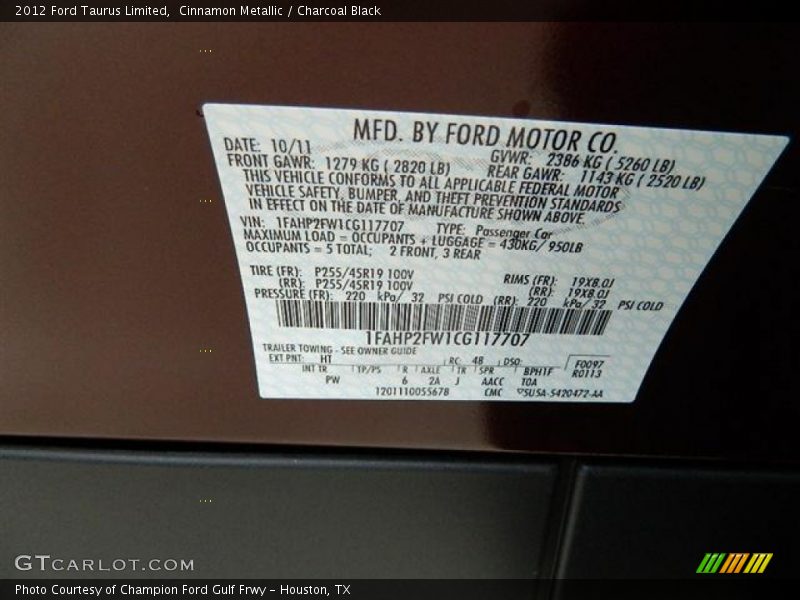 2012 Ford Taurus Limited,  Cinnamon Metallic / Charcoal Black
MFD. BY FORD MOTOR CO.
DATE: 10/11 GVWR: 2386 KG ( 5260 LB)
FRONT GAWR: 1279 KG ( 2820 LB) REAR GAWR: 1143 KG ( 2520 LB)
THIS VEHICLE CONFORMS TO ALL APPLICABLE FEDERAL MOTOR
VEHICLE SAFETY, BUMPER, AND THEFT PREVENTION STANDARDS
IN EFFECT ON THE DATE OF MANUFACTURE SHOWN ABOVE.
VIN: 1FAHP2FW1CG117707 TYPE: Passenger Car
MAXIMUM LOAD = OCCUPANTS + LUGGAGE = 430KG/ 950LB
OCCUPANTS = 5 TOTAL; 2 FRONT, 3 REAR
TIRE (FR): P255/45R19 100V RIMS (FR): 19X8.0J
(RR): P255/45R19 100V (RR): 19X8.0J
PRESSURE (FR): 220 kPa/ 32 PSI COLD (RR): 220 kPa/ 32 PSI COLD
1FAHP2FW1CG117707
TRAILER TOWING - SEE OWNER GUIDE
EXT PNT: HT RC: 48 DSO: F0097
INT TR TP/PS R AXLE TR SPR BPH1F R0113
PW 6 2A J AACC T0A
1201110055678 CMC 5U5A-5420472-AA
GTCARLOT.COM
Photo Courtesy of Champion Ford Gulf Frwy - Houston, TX